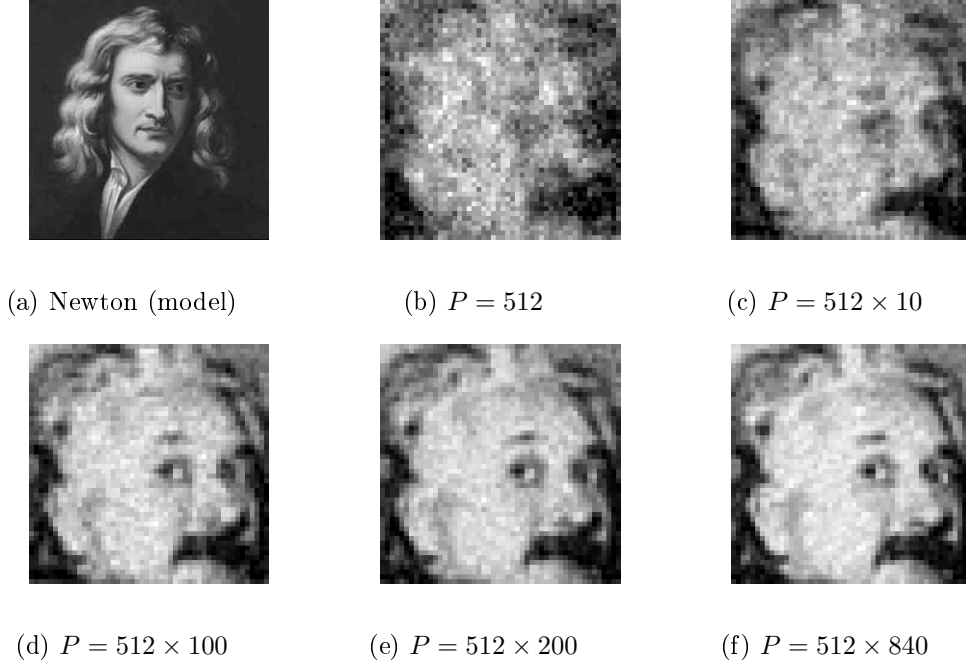 (a) Newton (model)
(b) P = 512
(c) P = 512 × 10
(d) P = 512 × 100
(e) P = 512 × 200
(f) P = 512 × 840